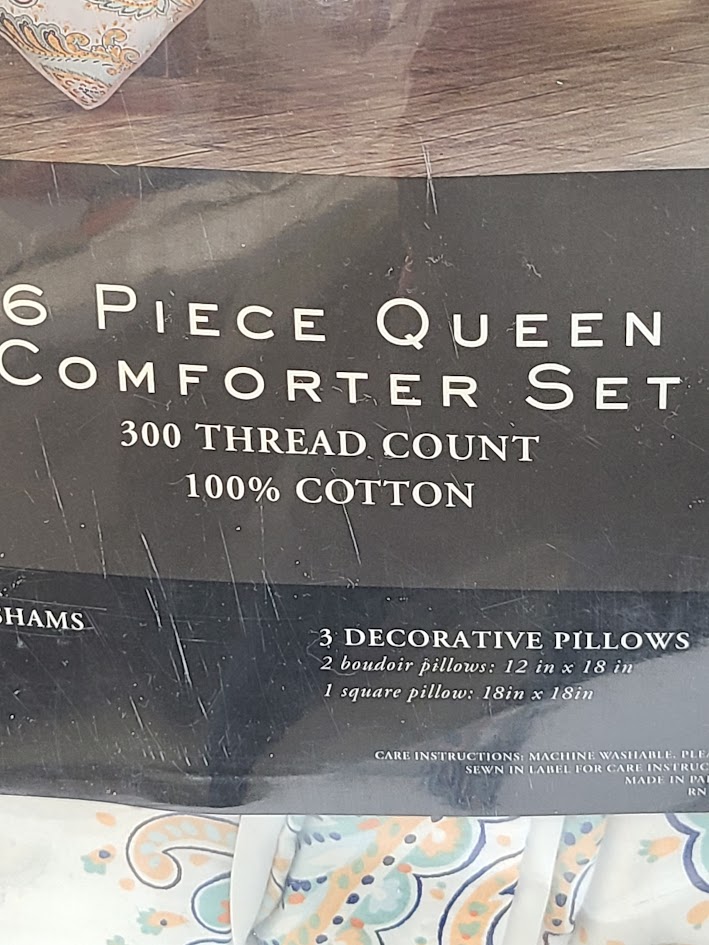 6 PIECE QUEEN
COMFORTER SET
300 THREAD COUNT
100% COTTON
SHAMS
3 DECORATIVE PILLOWS
2 boudoir pillows: 12 in x 18 in
1 square pillow: 18in x 18in
CARE INSTRUCTIONS: MACHINE WASHABLE.
SEWN IN LABEL FOR CARE
MADE IN
RN